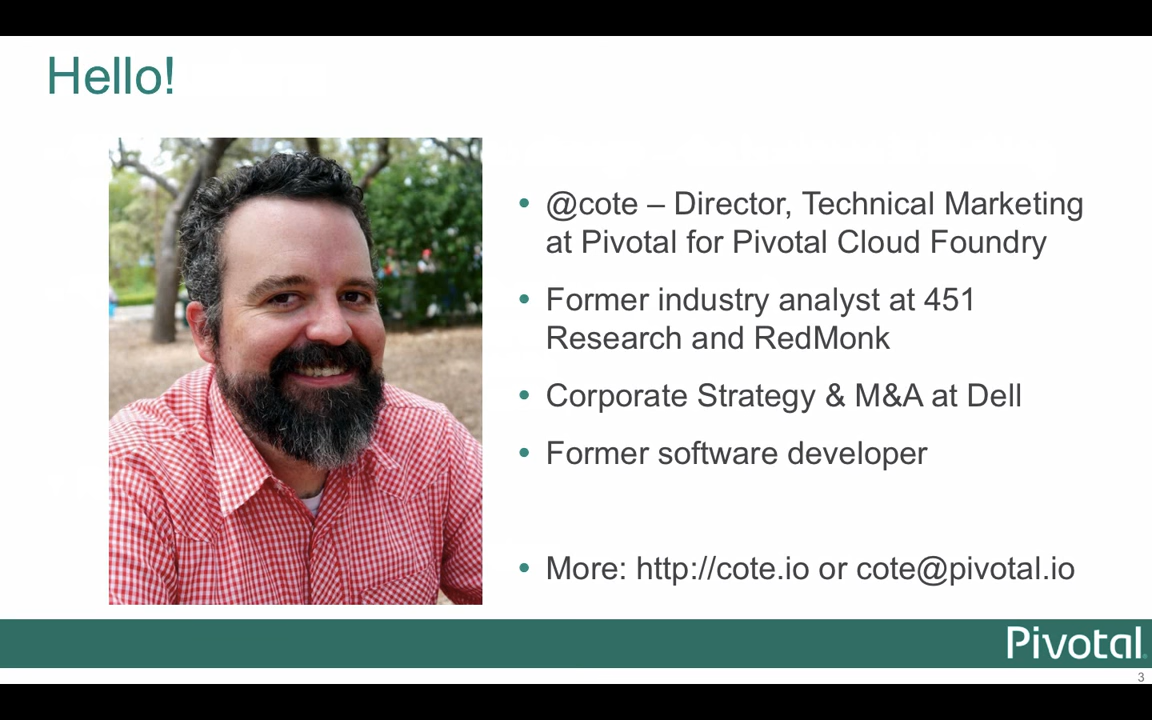 Hello!
• @cote – Director, Technical Marketing
at Pivotal for Pivotal Cloud Foundry
• Former industry analyst at 451
Research and RedMonk
• Corporate Strategy & M&A at Dell
• Former software developer
• More: http://cote.io or cote@pivotal.io
Pivotal
3